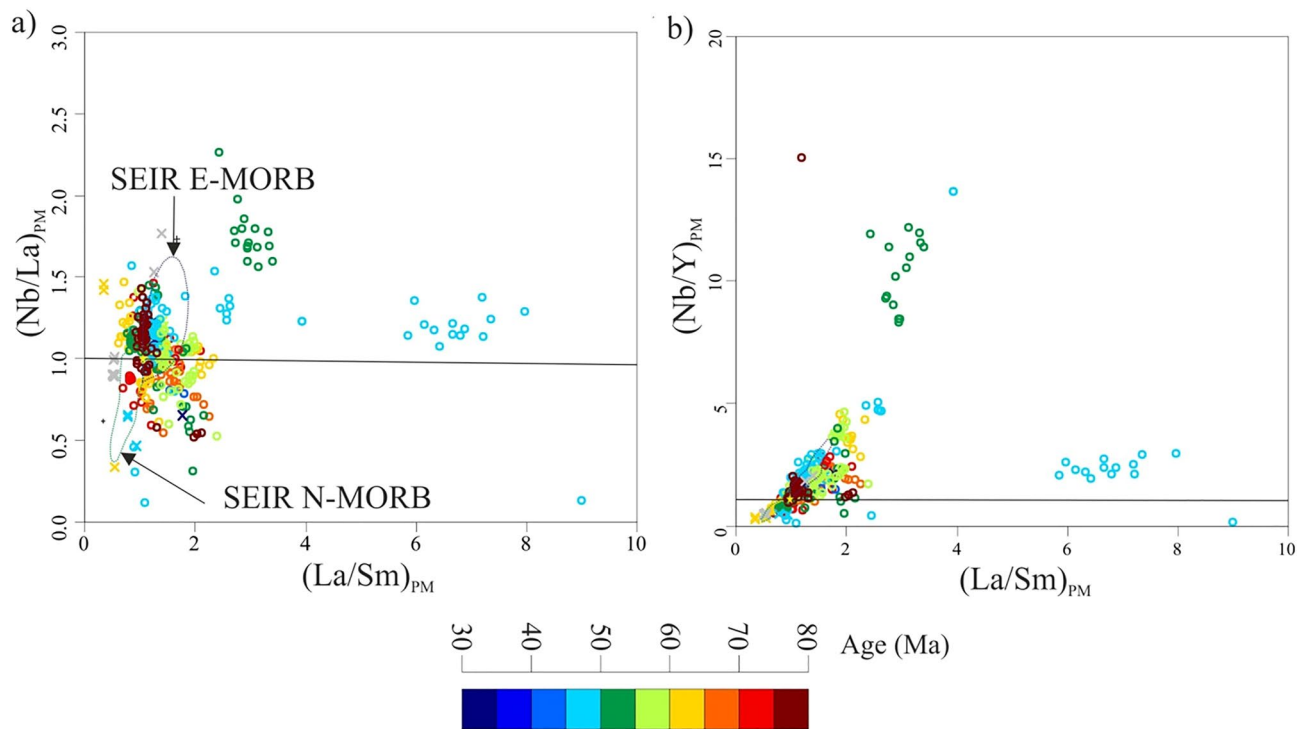 a)
3.0
2.5
2.0
1.5
1.0
0.5
0.0
(Nb/La)PM
SEIR E-MORB
SEIR N-MORB
0 2 4 6 8 10
(La/Sm)PM
b)
20
15
10
5
0
(Nb/Y)PM
0 2 4 6 8 10
(La/Sm)PM
30 40 50 60 70 80 Age (Ma)